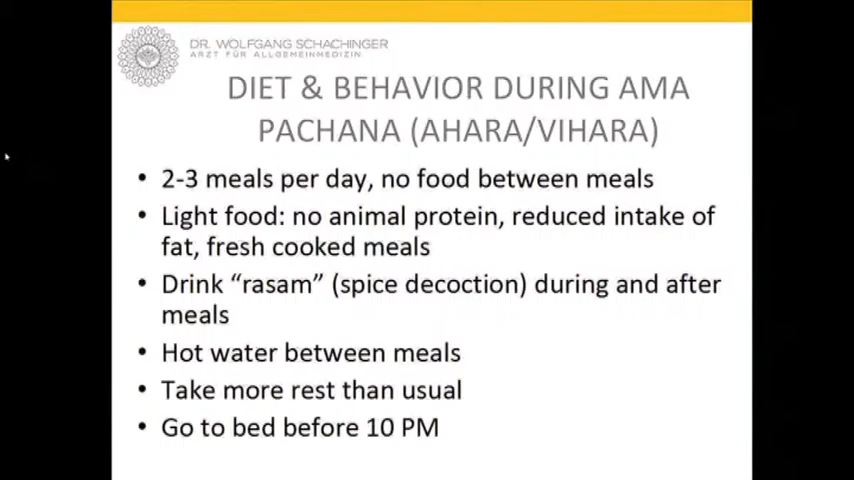 DR. WOLFGANG SCHACHINGER
ARZT FÜR ALLGEMEINMEDIZIN
DIET & BEHAVIOR DURING AMA
PACHANA (AHARA/VIHARA)
• 2-3 meals per day, no food between meals
• Light food: no animal protein, reduced intake of
fat, fresh cooked meals
• Drink “rasam” (spice decoction) during and after
meals
• Hot water between meals
• Take more rest than usual
• Go to bed before 10 PM